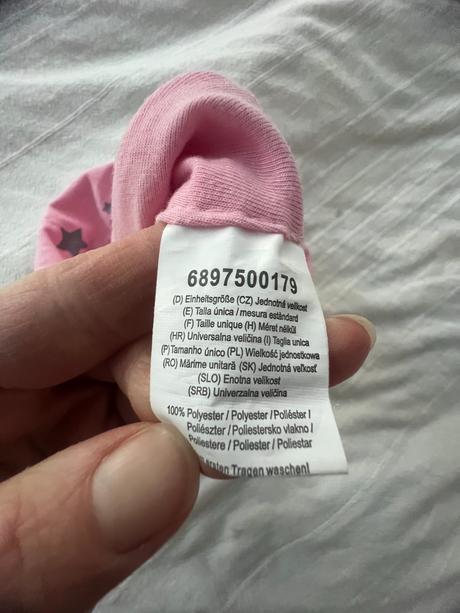 6897500179
(D) Einheitsgröße (CZ) Jednotná velikost
(E) Talla única / mesura estàndard
(F) Taille unique (H) Méret nélkül
(HR) Universalna veličina (I) Taglia unica
(P) Tamanho único (PL) Wielkość jednostkowa
(RO) Mărime unitară (SK) Jednotná veľkosť
(SLO) Enotna velikost
(SRB) Univerzalna veličina
100% Polyester / Polyester / Poliéster /
Poliészter / Poliestersko vlakno /
Poliestere / Poliester / Poliestar
ersten Tragen waschen!